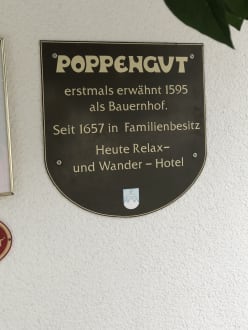 POPPENGUT
erstmals erwähnt 1595
als Bauernhof.
Seit 1657 in Familienbesitz
Heute Relax-
und Wander - Hotel